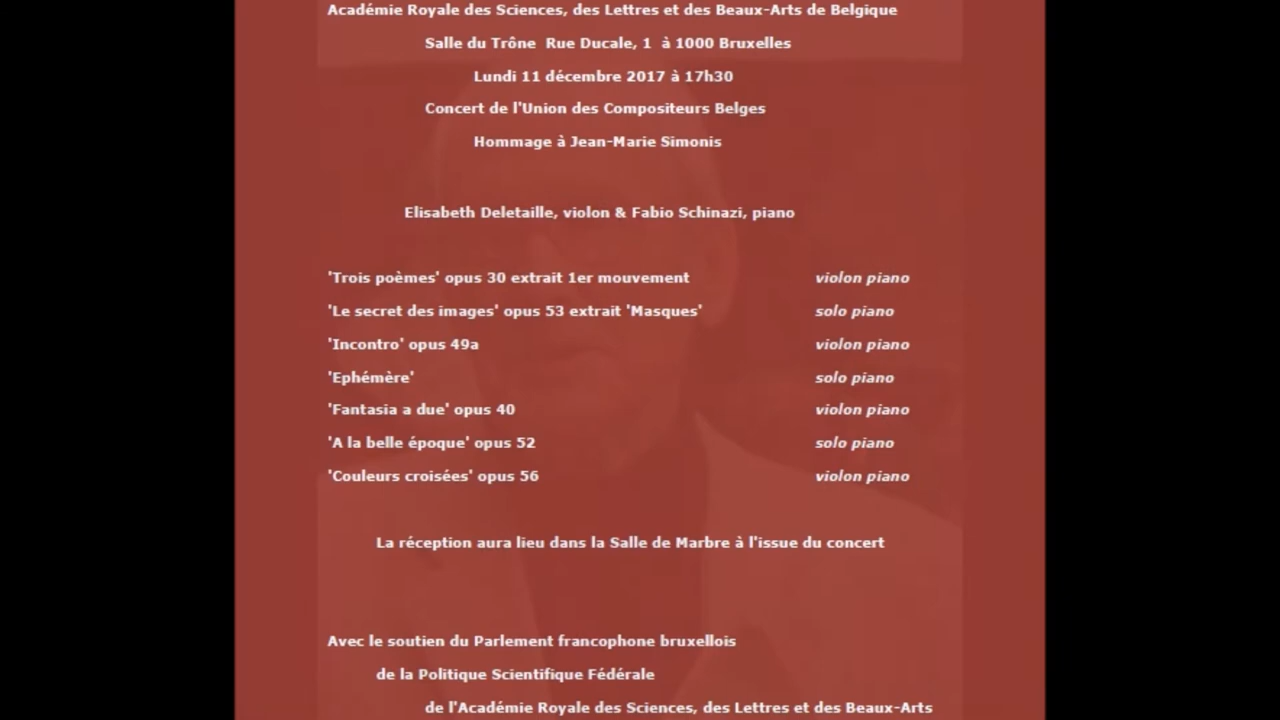 Académie Royale des Sciences, des Lettres et des Beaux-Arts de Belgique
Salle du Trône Rue Ducale, 1 à 1000 Bruxelles
Lundi 11 décembre 2017 à 17h30
Concert de l'Union des Compositeurs Belges
Hommage à Jean-Marie Simonis
Elisabeth Deletaille, violon & Fabio Schinazi, piano
'Trois poèmes' opus 30 extrait 1er mouvement violon piano
'Le secret des images' opus 53 extrait 'Masques' solo piano
'Incontro' opus 49a violon piano
'Ephémère' solo piano
'Fantasia a due' opus 40 violon piano
'A la belle époque' opus 52 solo piano
'Couleurs croisées' opus 56 violon piano
La réception aura lieu dans la Salle de Marbre à l'issue du concert
Avec le soutien du Parlement francophone bruxellois
de la Politique Scientifique Fédérale
de l'Académie Royale des Sciences, des Lettres et des Beaux-Arts